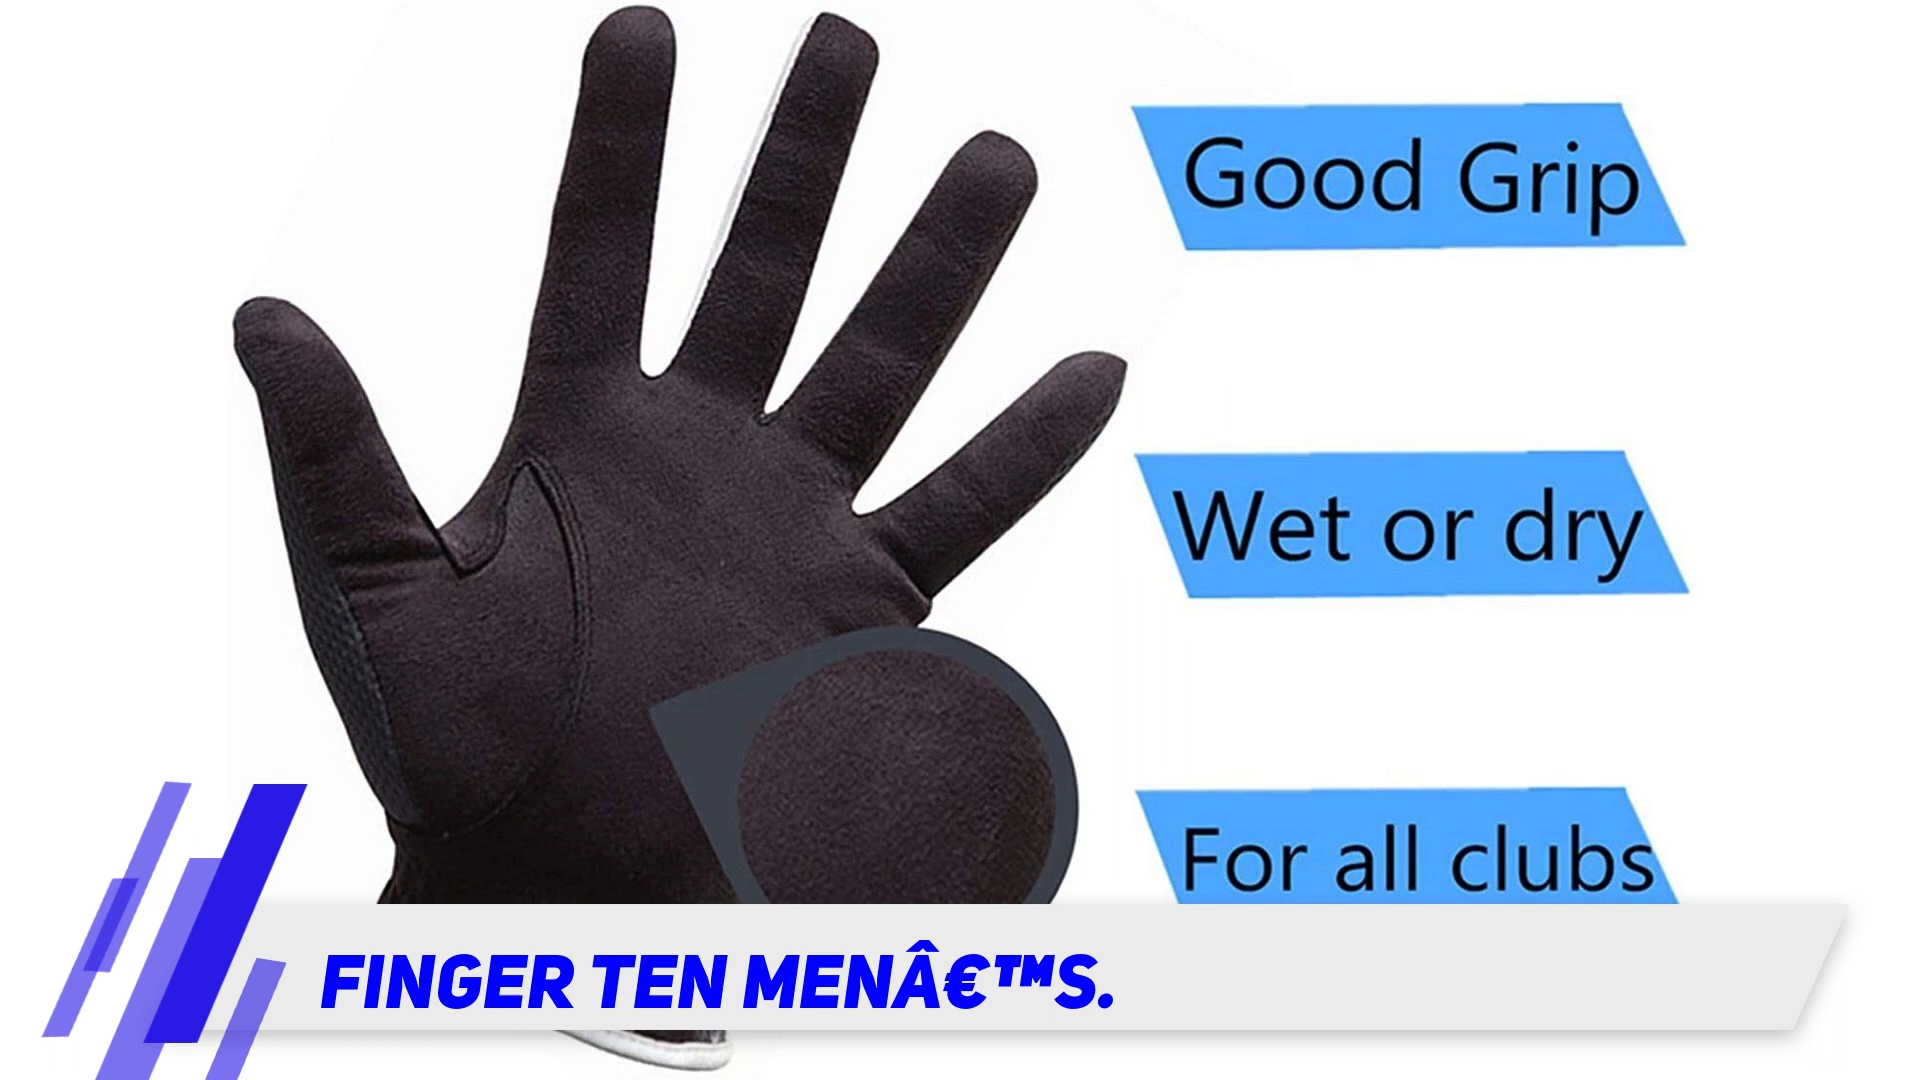 Good Grip
Wet or dry
For all clubs
FINGER TEN MENÂ€™S.